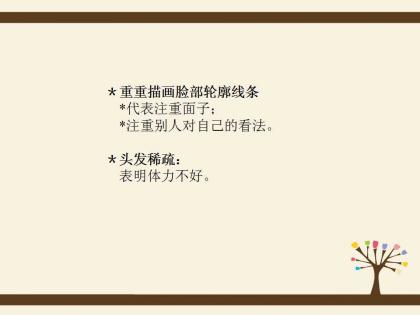 ＊重重描画脸部轮廓线条
*代表注重面子；
*注重别人对自己的看法。
＊头发稀疏：
表明体力不好。